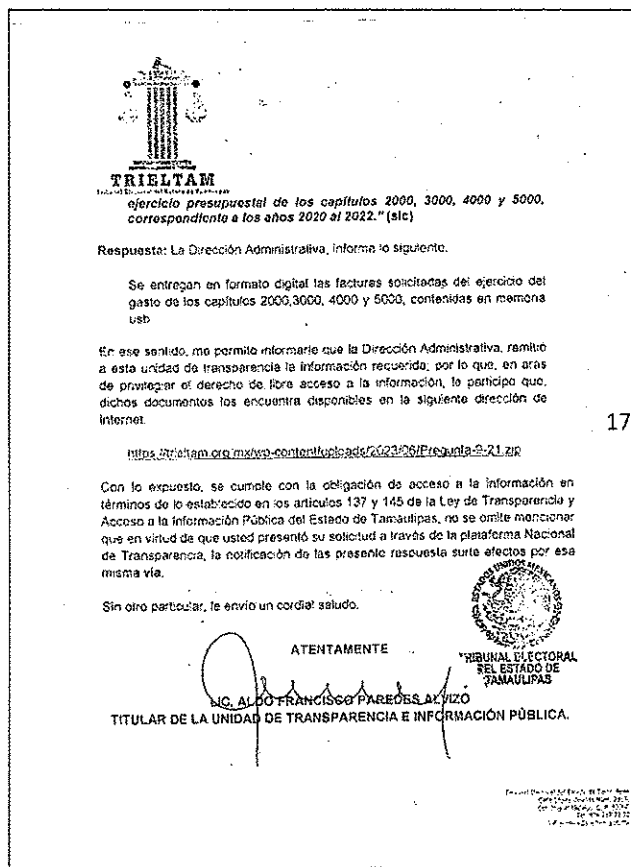 TRIELTAM
ejercicio presupuestal de los capítulos 2000, 3000, 4000 y 5000,
correspondiente a los años 2020 al 2022." (sic)
Respuesta: La Dirección Administrativa, informa lo siguiente.
Se entregan en formato digital las facturas solicitadas del ejercicio del
gasto de los capítulos 2000,3000, 4000 y 5000, contenidas en memoria
usb
En ese sentido, me permito informarle que la Dirección Administrativa, remitió
a esta unidad de transparencia la información requerida; por lo que, en aras
de privilegiar el derecho de libre acceso a la información, le participo que,
dichos documentos los encuentra disponibles en la siguiente dirección de
Internet.
17
https://trieltam.org.mx/wp-content/uploads/2023/06/Pregunta-9-21.zip
Con lo expuesto, se cumple con la obligación de acceso a la información en
términos de lo establecido en los artículos 137 y 145 de la Ley de Transparencia y
Acceso a la Información Pública del Estado de Tamaulipas, no se omite mencionar
que en virtud de que usted presentó su solicitud a través de la plataforma Nacional
de Transparencia, la notificación de las presente respuesta surte efectos por esa
misma vía.
Sin otro particular, le envío un cordial saludo.
ESTADOS UNIDOS MEXICANOS
ATENTAMENTE
TRIBUNAL ELECTORAL
DEL ESTADO DE
TAMAULIPAS
LIC. ALDO FRANCISCO PAREDES ALVIZO
TITULAR DE LA UNIDAD DE TRANSPARENCIA E INFORMACIÓN PÚBLICA.